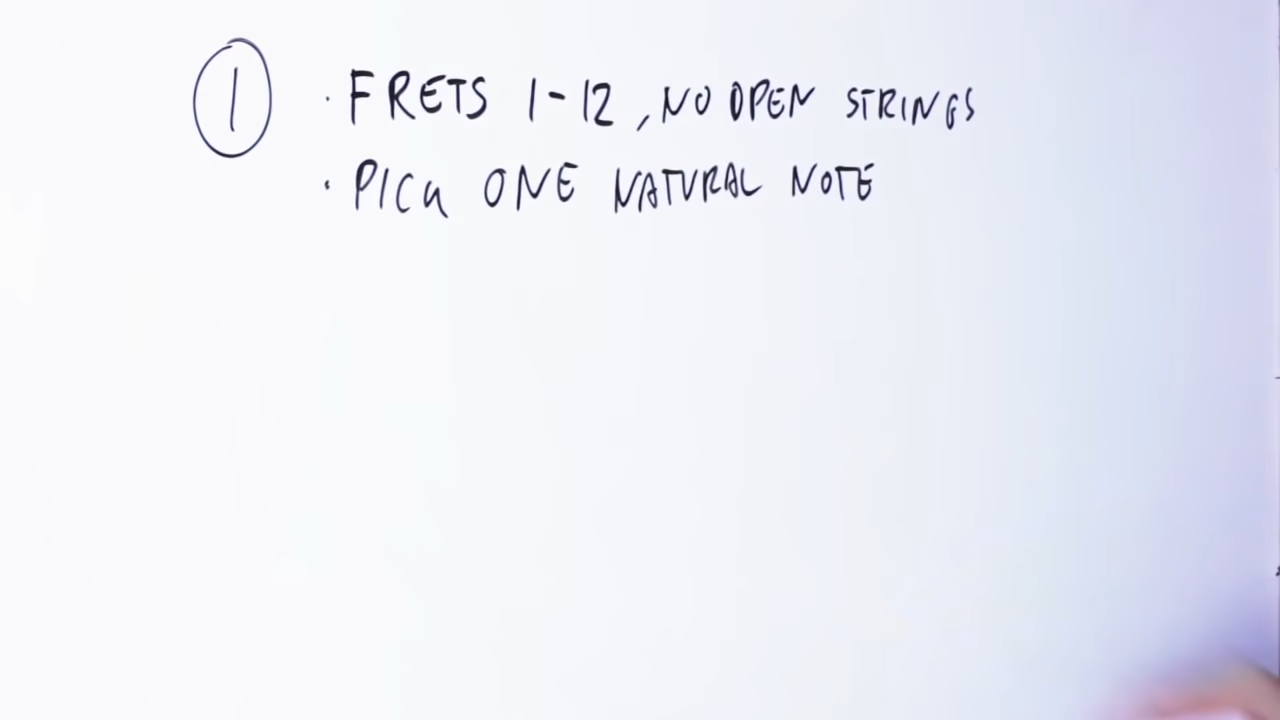 1 · FRETS 1-12, NO OPEN STRINGS
· PICK ONE NATURAL NOTE